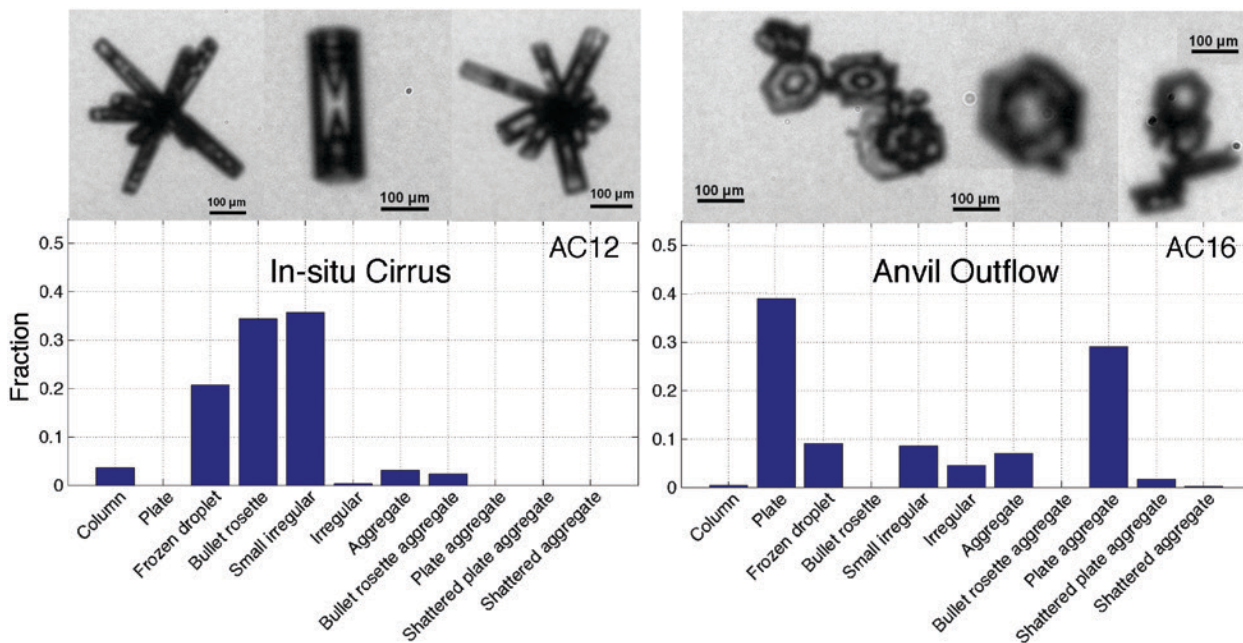 100 µm
100 µm
100 µm
100 µm
100 µm
100 µm
AC12
In-situ Cirrus
Fraction
0.5
0.4
0.3
0.2
0.1
0
Column
Plate
Frozen droplet
Bullet rosette
Small irregular
Irregular
Aggregate
Bullet rosette aggregate
Plate aggregate
Shattered plate aggregate
Shattered aggregate
AC16
Anvil Outflow
0.5
0.4
0.3
0.2
0.1
0
Column
Plate
Frozen droplet
Bullet rosette
Small irregular
Irregular
Aggregate
Bullet rosette aggregate
Plate aggregate
Shattered plate aggregate
Shattered aggregate